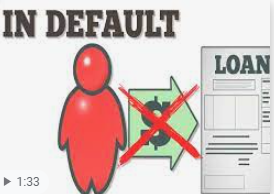 IN DEFAULT
LOAN
$
1:33